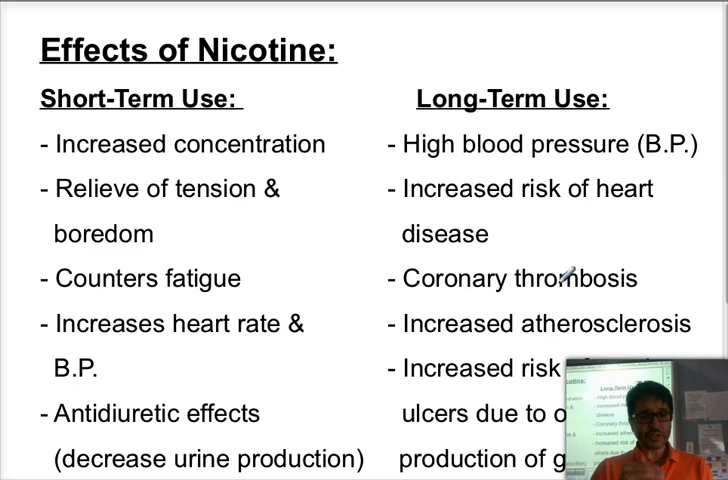 Effects of Nicotine:
Short-Term Use:
- Increased concentration
- Relieve of tension &
boredom
- Counters fatigue
- Increases heart rate &
B.P.
- Antidiuretic effects
(decrease urine production)
Long-Term Use:
- High blood pressure (B.P.)
- Increased risk of heart
disease
- Coronary thrombosis
- Increased atherosclerosis
- Increased risk
ulcers due to
production of